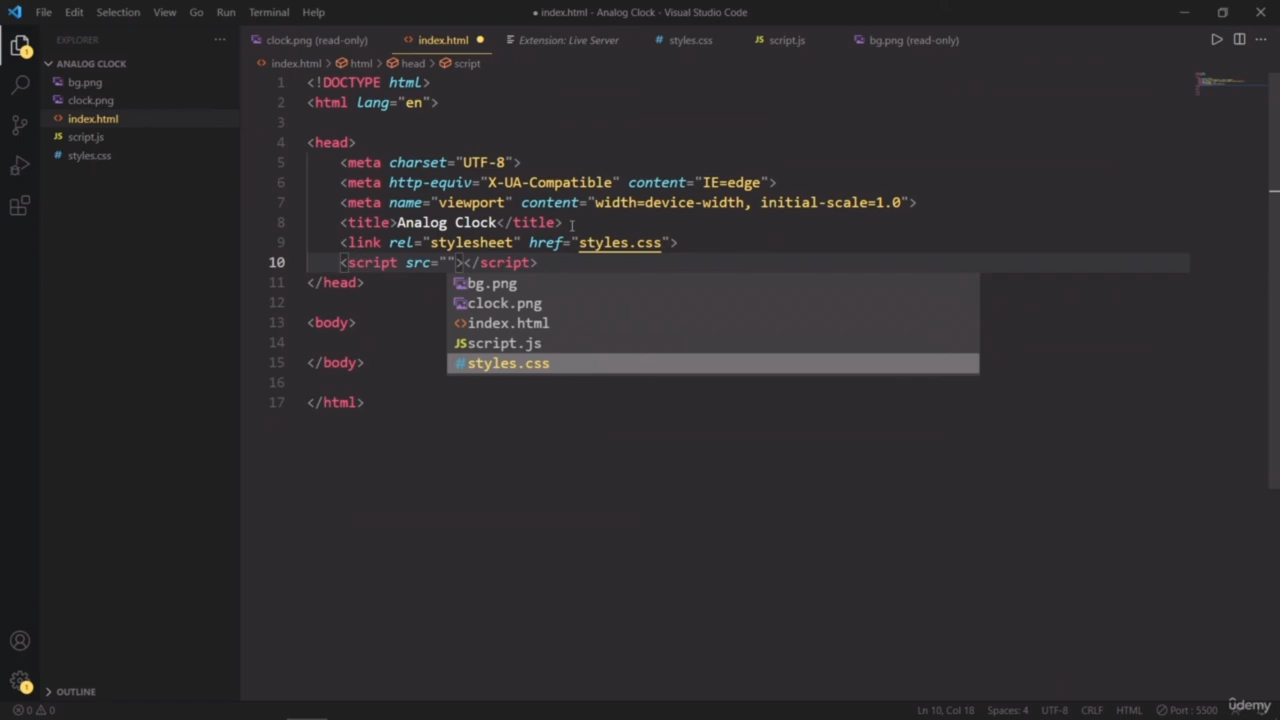 File Edit Selection View Go Run Terminal Help
● index.html - Analog Clock - Visual Studio Code
EXPLORER
clock.png (read-only) index.html Extension: Live Server styles.css script.js bg.png (read-only)
ANALOG CLOCK
index.html > html > head > script
bg.png
clock.png
index.html
script.js
styles.css
1 <!DOCTYPE html>
2 <html lang="en">
3
4 <head>
5 <meta charset="UTF-8">
6 <meta http-equiv="X-UA-Compatible" content="IE=edge">
7 <meta name="viewport" content="width=device-width, initial-scale=1.0">
8 <title>Analog Clock</title>
9 <link rel="stylesheet" href="styles.css">
10 <script src=""></script>
11 </head>
12
13 <body>
14
15 </body>
16
17 </html>
bg.png
clock.png
index.html
JS script.js
# styles.css
1
1
OUTLINE
0 0
Ln 10, Col 18 Spaces: 4 UTF-8 CRLF HTML Port : 5500
udemy